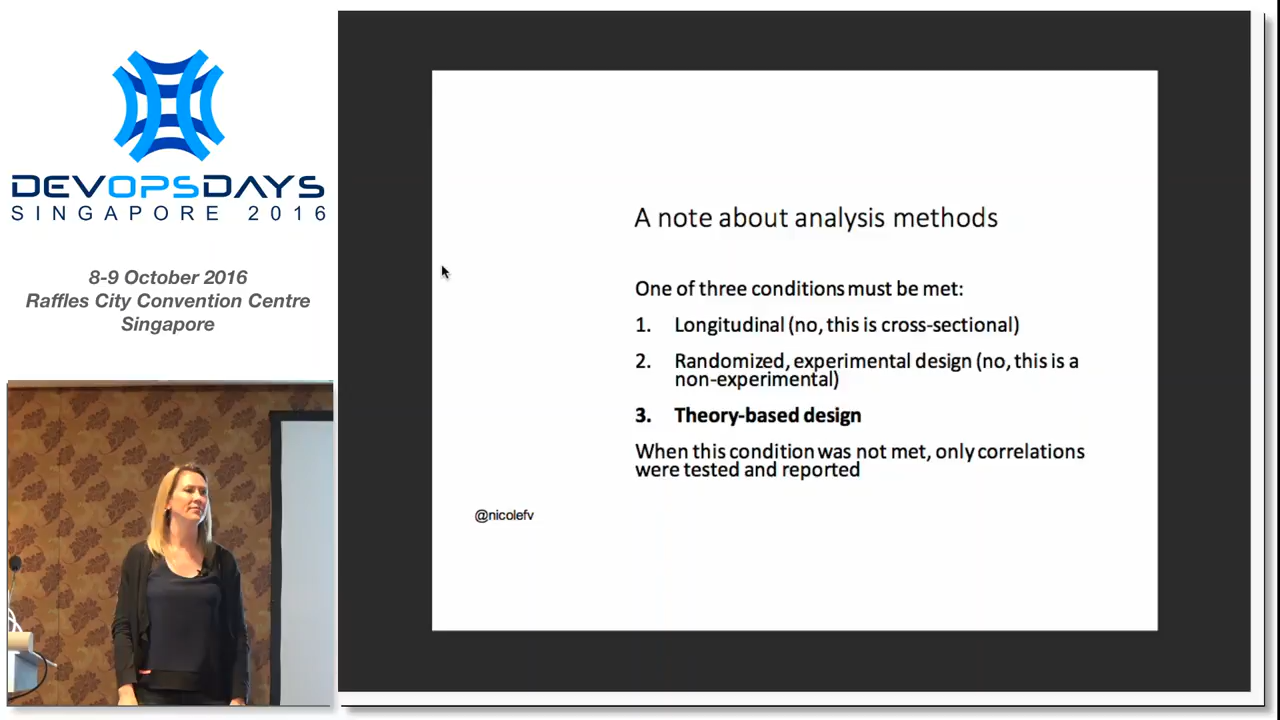 DEVOPSDAYS
SINGAPORE 2016
8-9 October 2016
Raffles City Convention Centre
Singapore
A note about analysis methods
One of three conditions must be met:
1. Longitudinal (no, this is cross-sectional)
2. Randomized, experimental design (no, this is a
non-experimental)
3. Theory-based design
When this condition was not met, only correlations
were tested and reported
@nicolefv